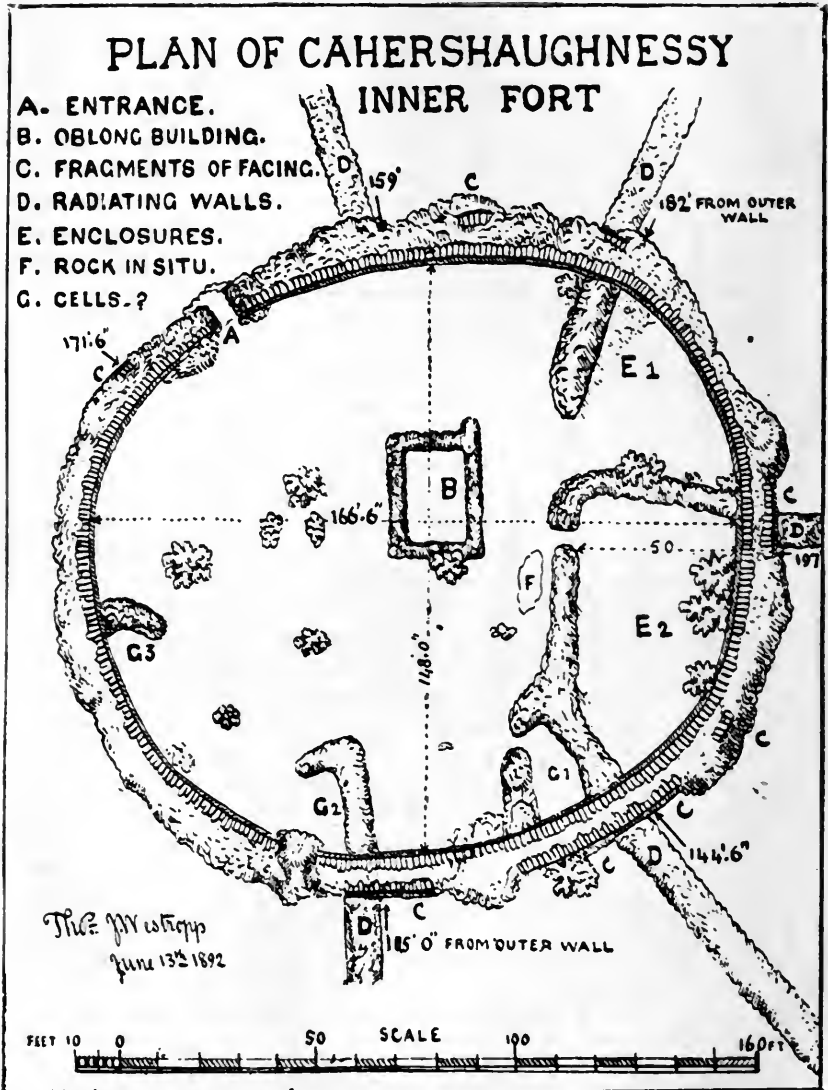 PLAN OF CAHERSHAUGHNESSY
INNER FORT
A. ENTRANCE.
B. OBLONG BUILDING.
C. FRAGMENTS OF FACING.
D. RADIATING WALLS.
E. ENCLOSURES.
F. ROCK IN SITU.
G. CELLS.?
D
159'
C
D
182' FROM OUTER
WALL
171'.6"
C
A
E1
B
166'.6"
C
D
197
50
F
E2
148.0"
G3
C
G1
G2
C
C
144'.6"
D
C
D
185'0" FROM OUTER WALL
Thos. J Westropp
June 13th 1892
SCALE
FEET 10 0 50 100 160 FT